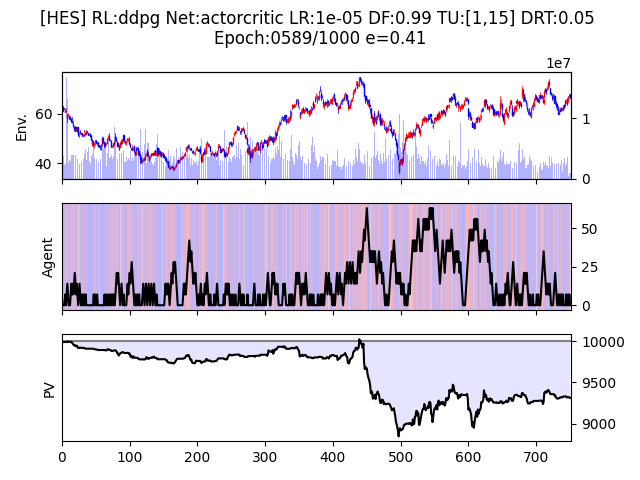 [HES] RL:ddpg Net:actorcritic LR:1e-05 DF:0.99 TU:[1,15] DRT:0.05
Epoch:0589/1000 e=0.41
1e7
Env.
60
40
1
0
Agent
50
25
0
PV
10000
9500
9000
0 100 200 300 400 500 600 700